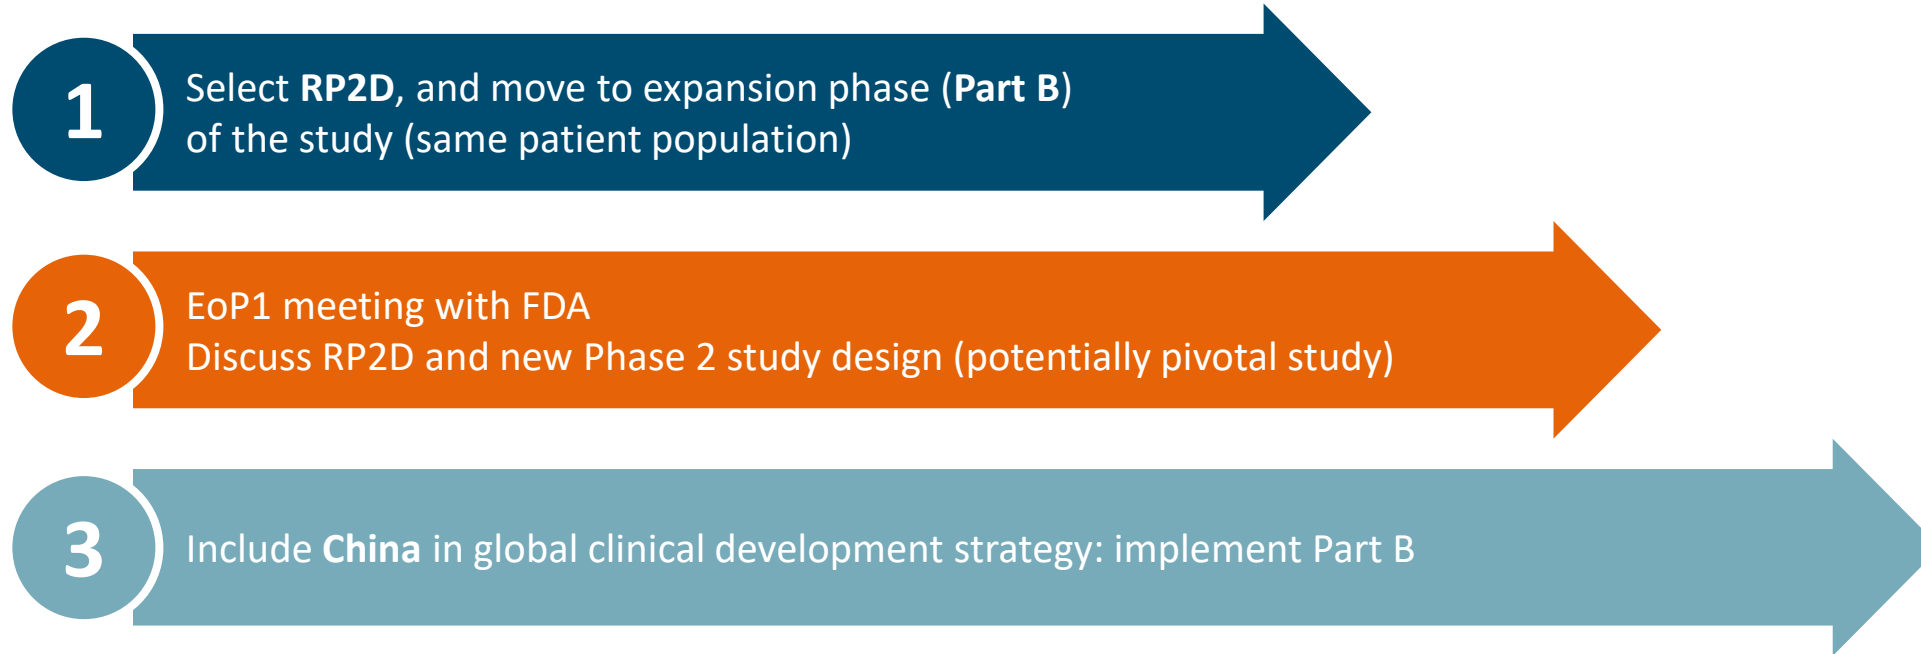 1
Select RP2D, and move to expansion phase (Part B)
of the study (same patient population)
2
EoP1 meeting with FDA
Discuss RP2D and new Phase 2 study design (potentially pivotal study)
3
Include China in global clinical development strategy: implement Part B